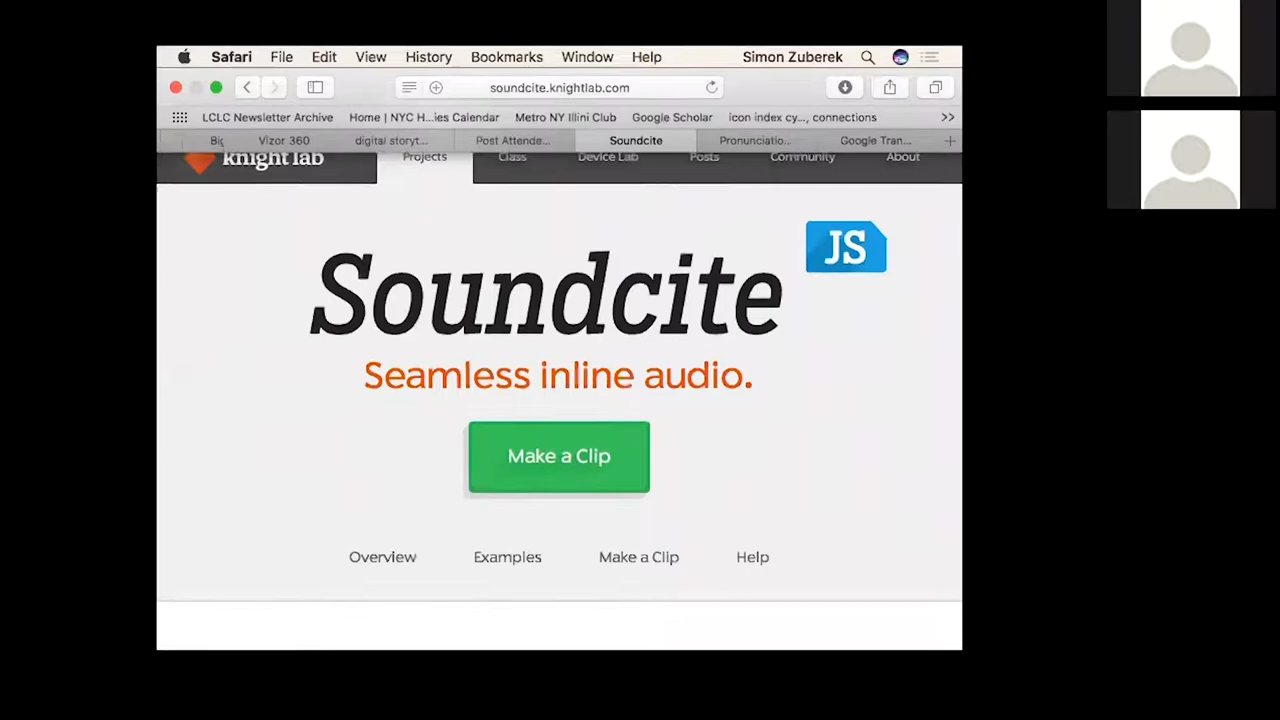 Safari File Edit View History Bookmarks Window Help Simon Zuberek
soundcite.knightlab.com
LCLC Newsletter Archive Home | NYC H...ies Calendar Metro NY Illini Club Google Scholar icon index cy..., connections >>
Vizor 360 digital storyt... Post Attende... Soundcite Pronunciatio... Google Tran... +
knight lab Projects Class Device Lab Posts Community About
JS
Soundcite
Seamless inline audio.
Make a Clip
Overview Examples Make a Clip Help